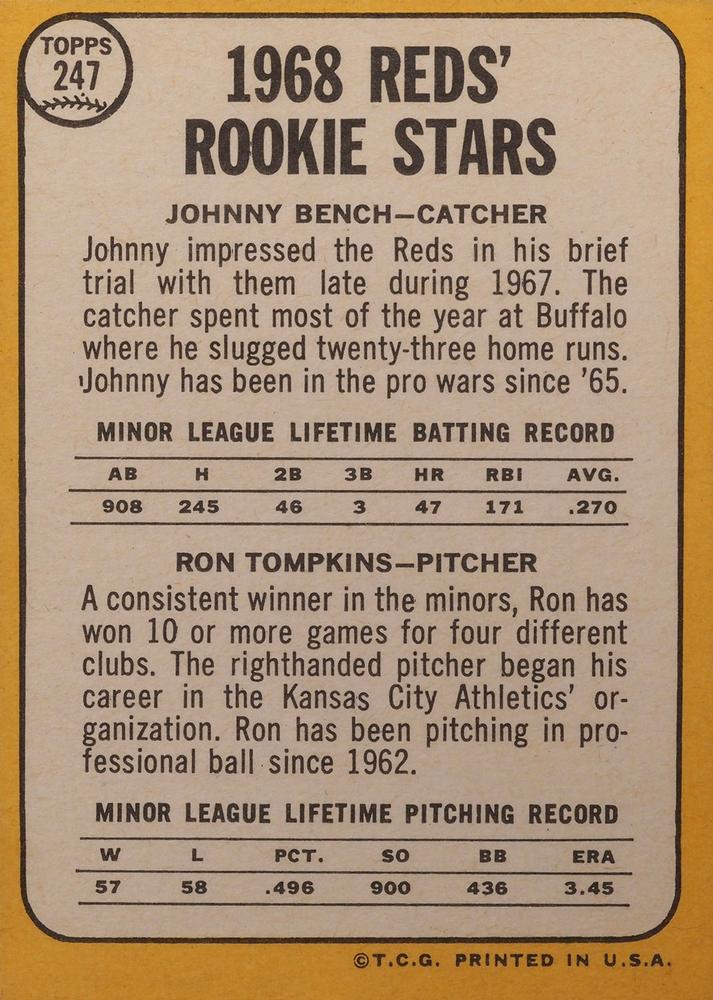 TOPPS
247
1968 REDS'
ROOKIE STARS
JOHNNY BENCH—CATCHER
Johnny impressed the Reds in his brief
trial with them late during 1967. The
catcher spent most of the year at Buffalo
where he slugged twenty-three home runs.
Johnny has been in the pro wars since '65.
MINOR LEAGUE LIFETIME BATTING RECORD
AB H 2B 3B HR RBI AVG.
908 245 46 3 47 171 .270
RON TOMPKINS—PITCHER
A consistent winner in the minors, Ron has
won 10 or more games for four different
clubs. The righthanded pitcher began his
career in the Kansas City Athletics' or-
ganization. Ron has been pitching in pro-
fessional ball since 1962.
MINOR LEAGUE LIFETIME PITCHING RECORD
W L PCT. SO BB ERA
57 58 .496 900 436 3.45
©T.C.G. PRINTED IN U.S.A.